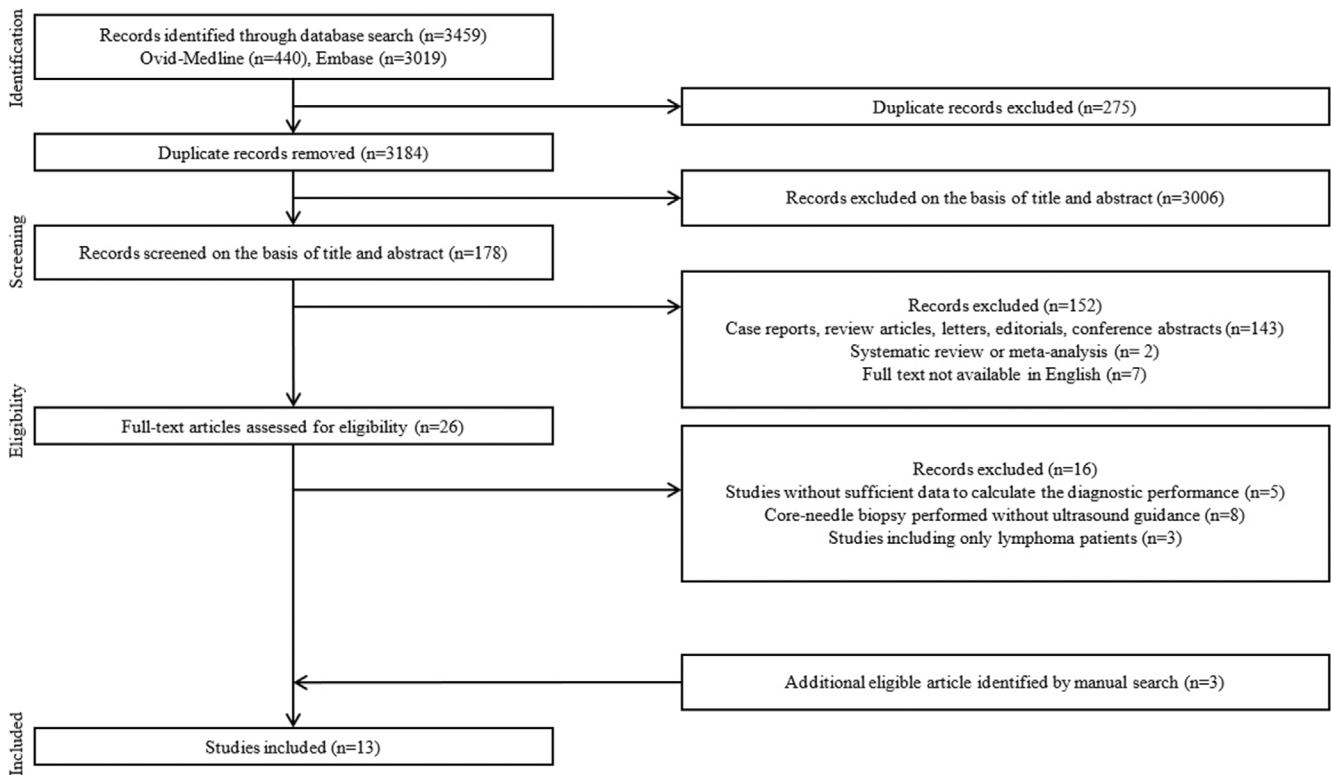 Identification
Records identified through database search (n=3459)
Ovid-Medline (n=440), Embase (n=3019)
Duplicate records excluded (n=275)
Duplicate records removed (n=3184)
Records excluded on the basis of title and abstract (n=3006)
Screening
Records screened on the basis of title and abstract (n=178)
Records excluded (n=152)
Case reports, review articles, letters, editorials, conference abstracts (n=143)
Systematic review or meta-analysis (n= 2)
Full text not available in English (n=7)
Eligibility
Full-text articles assessed for eligibility (n=26)
Records excluded (n=16)
Studies without sufficient data to calculate the diagnostic performance (n=5)
Core-needle biopsy performed without ultrasound guidance (n=8)
Studies including only lymphoma patients (n=3)
Additional eligible article identified by manual search (n=3)
Included
Studies included (n=13)